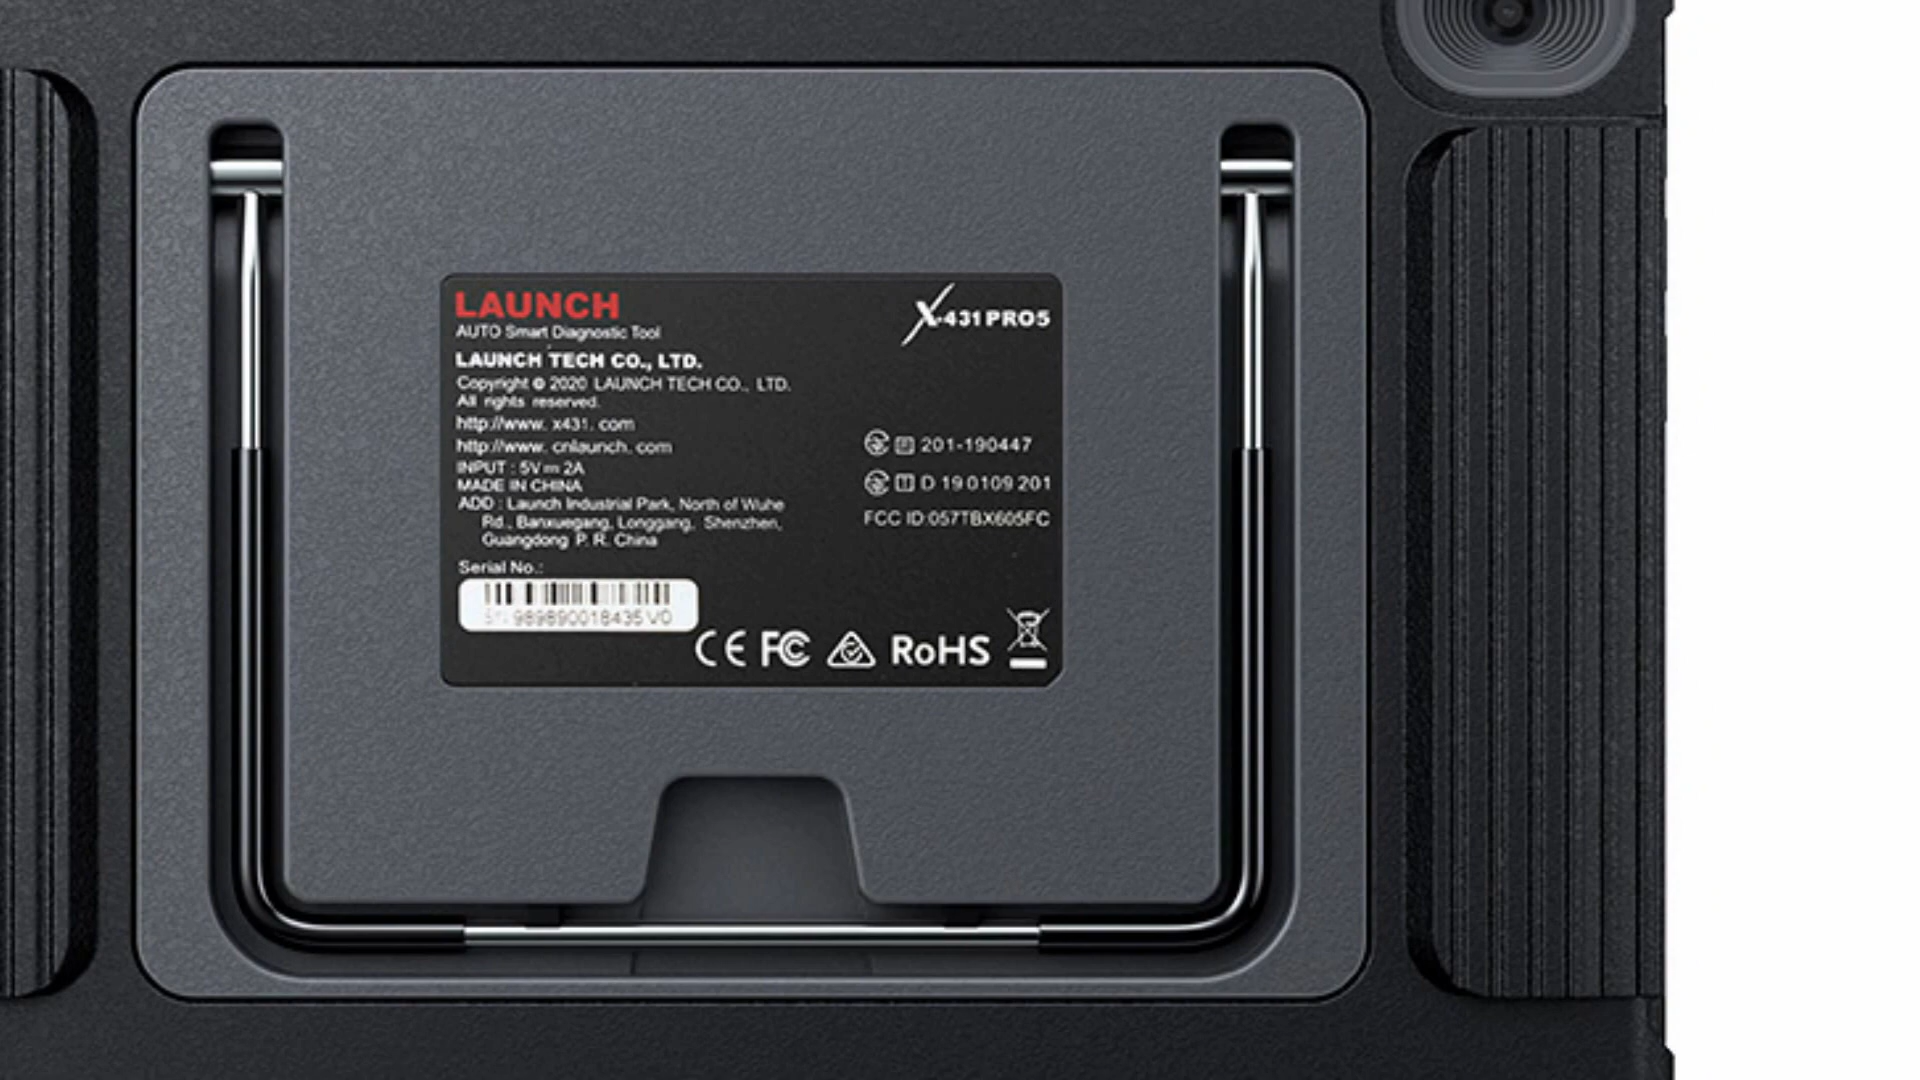 LAUNCH
AUTO Smart Diagnostic Tool
X-431 PRO5
LAUNCH TECH CO., LTD.
Copyright © 2020 LAUNCH TECH CO., LTD.
All rights reserved.
http://www. x431. com
http://www. cnlaunch. com
INPUT : 5V⎓2A
MADE IN CHINA
ADD : Launch Industrial Park, North of Wuhe
Rd., Banxuegang, Longgang, Shenzhen,
Guangdong P. R. China
R 201-190447
T D 19 0109 201
FCC ID:057TBX605FC
Serial No.:
989890018435 V0
CE FC RoHS